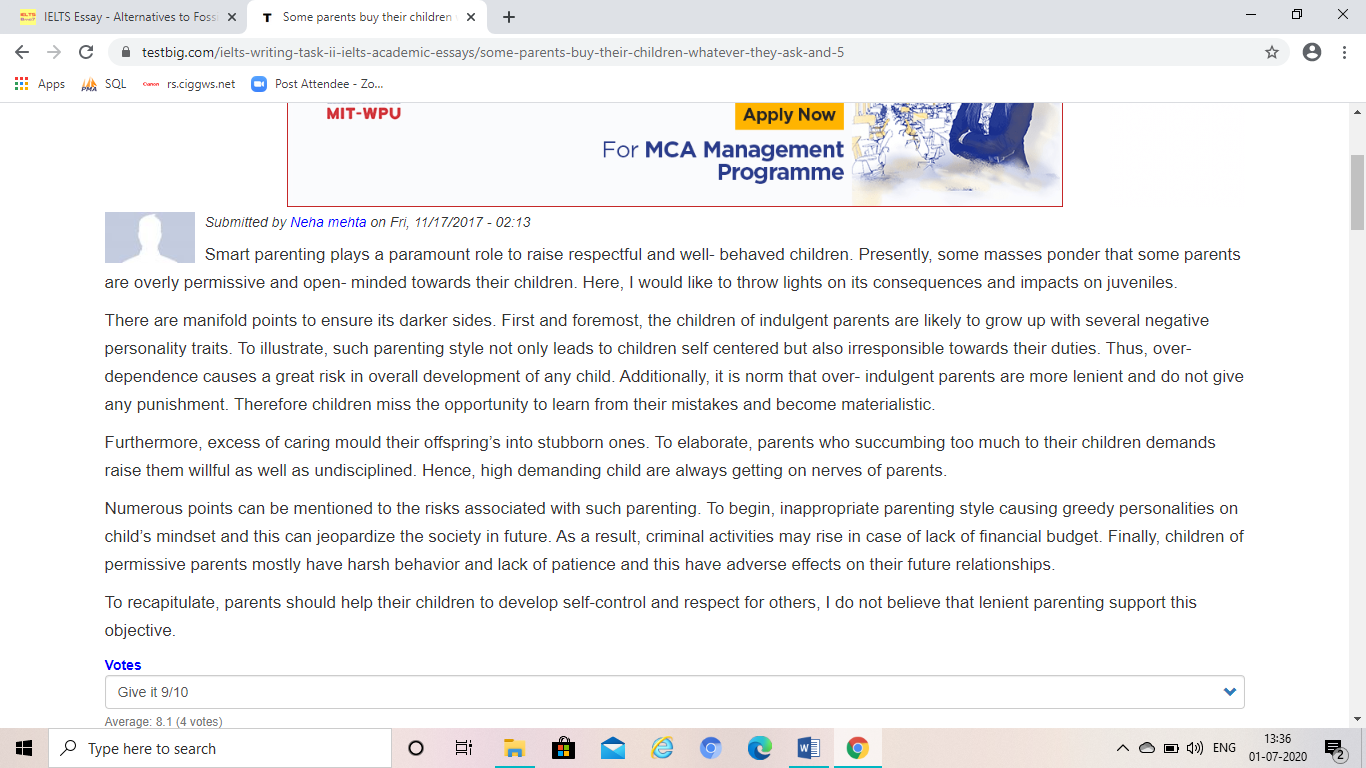 IELTS Essay - Alternatives to Foss
Some parents buy their children
testbig.com/ielts-writing-task-ii-ielts-academic-essays/some-parents-buy-their-children-whatever-they-ask-and-5
Apps SQL rs.ciggws.net Post Attendee - Zo...
MIT-WPU
Apply Now
For MCA Management
Programme
Submitted by Neha mehta on Fri, 11/17/2017 - 02:13
Smart parenting plays a paramount role to raise respectful and well- behaved children. Presently, some masses ponder that some parents
are overly permissive and open- minded towards their children. Here, I would like to throw lights on its consequences and impacts on juveniles.
There are manifold points to ensure its darker sides. First and foremost, the children of indulgent parents are likely to grow up with several negative
personality traits. To illustrate, such parenting style not only leads to children self centered but also irresponsible towards their duties. Thus, over-
dependence causes a great risk in overall development of any child. Additionally, it is norm that over- indulgent parents are more lenient and do not give
any punishment. Therefore children miss the opportunity to learn from their mistakes and become materialistic.
Furthermore, excess of caring mould their offspring's into stubborn ones. To elaborate, parents who succumbing too much to their children demands
raise them willful as well as undisciplined. Hence, high demanding child are always getting on nerves of parents.
Numerous points can be mentioned to the risks associated with such parenting. To begin, inappropriate parenting style causing greedy personalities on
child's mindset and this can jeopardize the society in future. As a result, criminal activities may rise in case of lack of financial budget. Finally, children of
permissive parents mostly have harsh behavior and lack of patience and this have adverse effects on their future relationships.
To recapitulate, parents should help their children to develop self-control and respect for others, I do not believe that lenient parenting support this
objective.
Votes
Give it 9/10
Average: 8.1 (4 votes)
Type here to search
ENG
13:36
01-07-2020
2